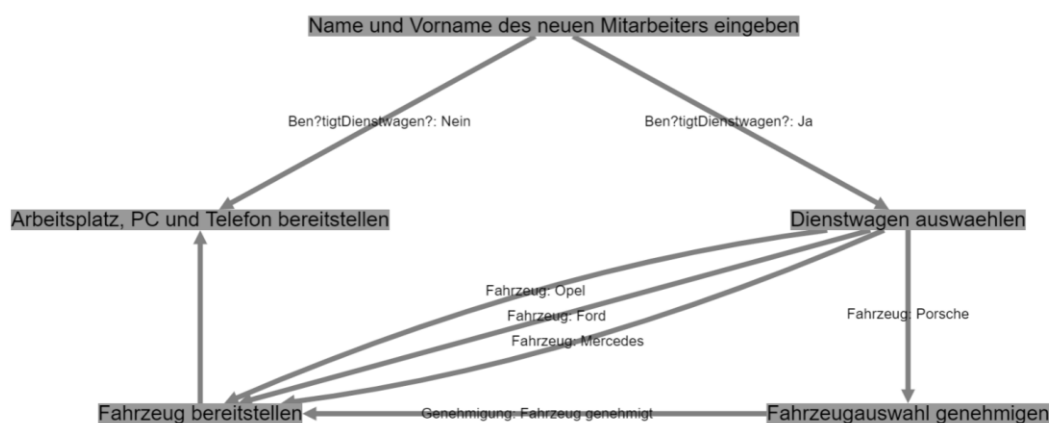 Name und Vorname des neuen Mitarbeiters eingeben
Ben?tigtDienstwagen?: Nein
Ben?tigtDienstwagen?: Ja
Arbeitsplatz, PC und Telefon bereitstellen
Dienstwagen auswaehlen
Fahrzeug: Opel
Fahrzeug: Ford
Fahrzeug: Porsche
Fahrzeug: Mercedes
Fahrzeug bereitstellen
Genehmigung: Fahrzeug genehmigt
Fahrzeugauswahl genehmigen